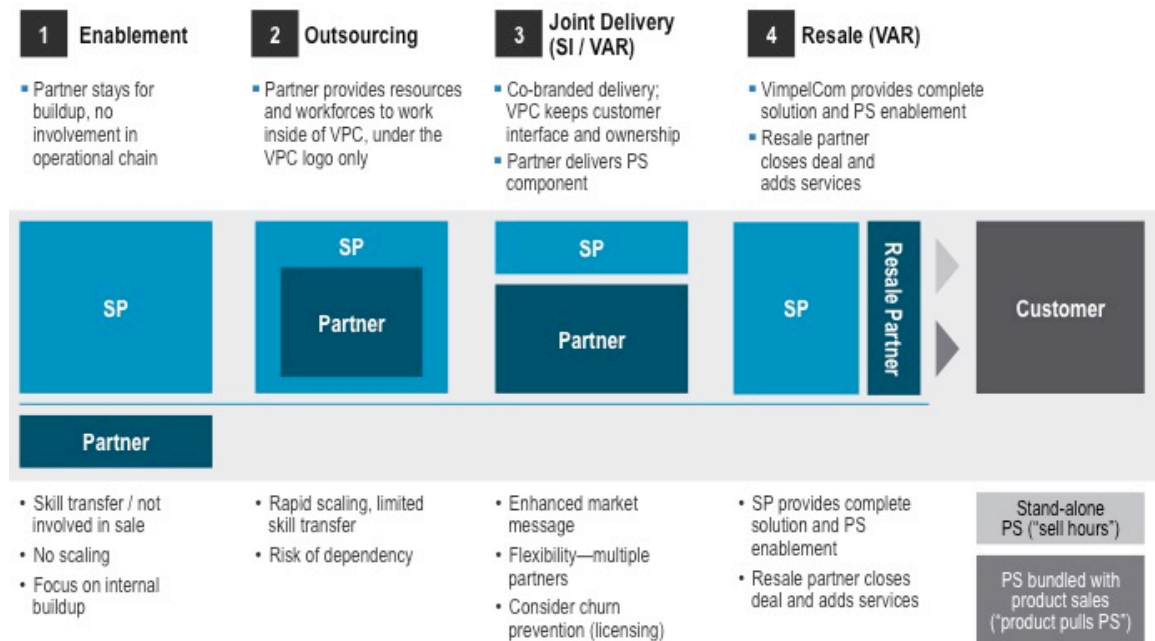 1 Enablement
▪ Partner stays for
buildup, no
involvement in
operational chain
2 Outsourcing
▪ Partner provides resources
and workforces to work
inside of VPC, under the
VPC logo only
3 Joint Delivery
(SI / VAR)
▪ Co-branded delivery;
VPC keeps customer
interface and ownership
▪ Partner delivers PS
component
4 Resale (VAR)
▪ VimpelCom provides complete
solution and PS enablement
▪ Resale partner
closes deal and
adds services
SP
Partner
SP
Partner
SP
Partner
SP
Resale Partner
Customer
• Skill transfer / not
involved in sale
• No scaling
• Focus on internal
buildup
• Rapid scaling, limited
skill transfer
• Risk of dependency
• Enhanced market
message
• Flexibility—multiple
partners
• Consider churn
prevention (licensing)
• SP provides complete
solution and PS
enablement
• Resale partner closes
deal and adds services
Stand-alone
PS (“sell hours”)
PS bundled with
product sales
(“product pulls PS”)